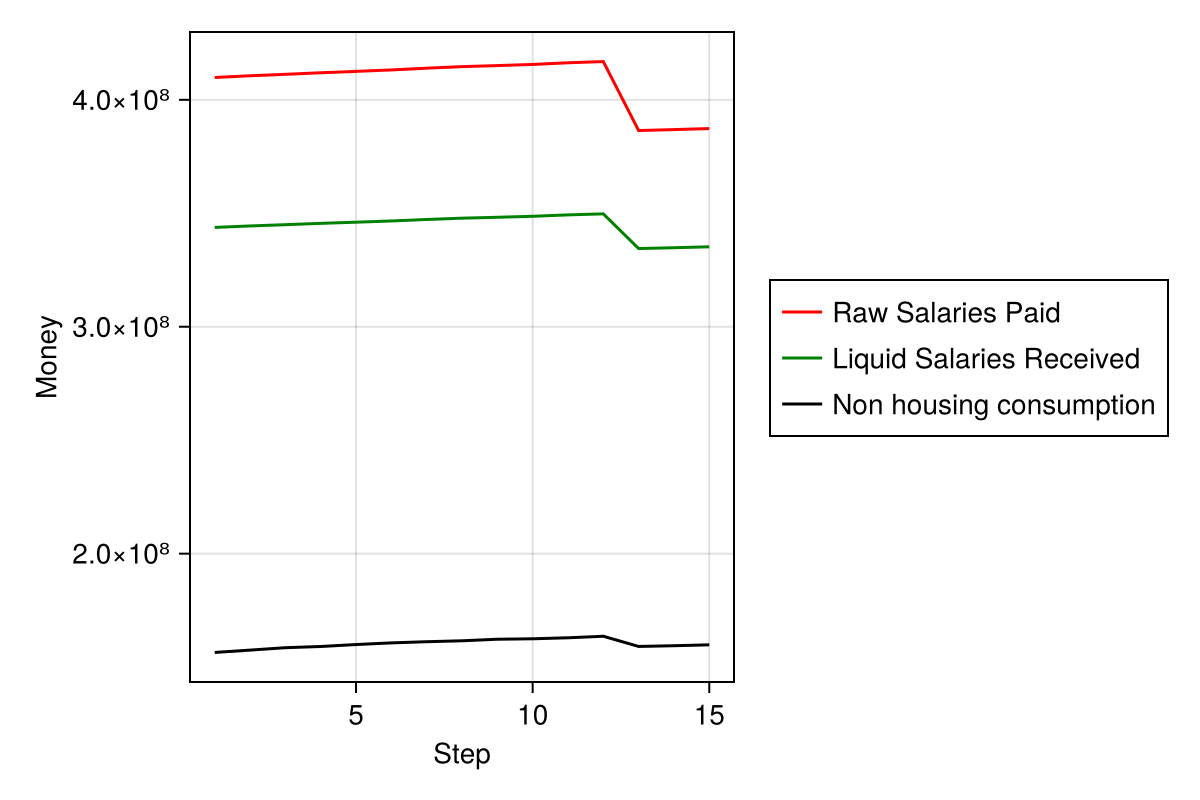 4.0×10⁸
3.0×10⁸
2.0×10⁸
Money
5
10
15
Step
Raw Salaries Paid
Liquid Salaries Received
Non housing consumption